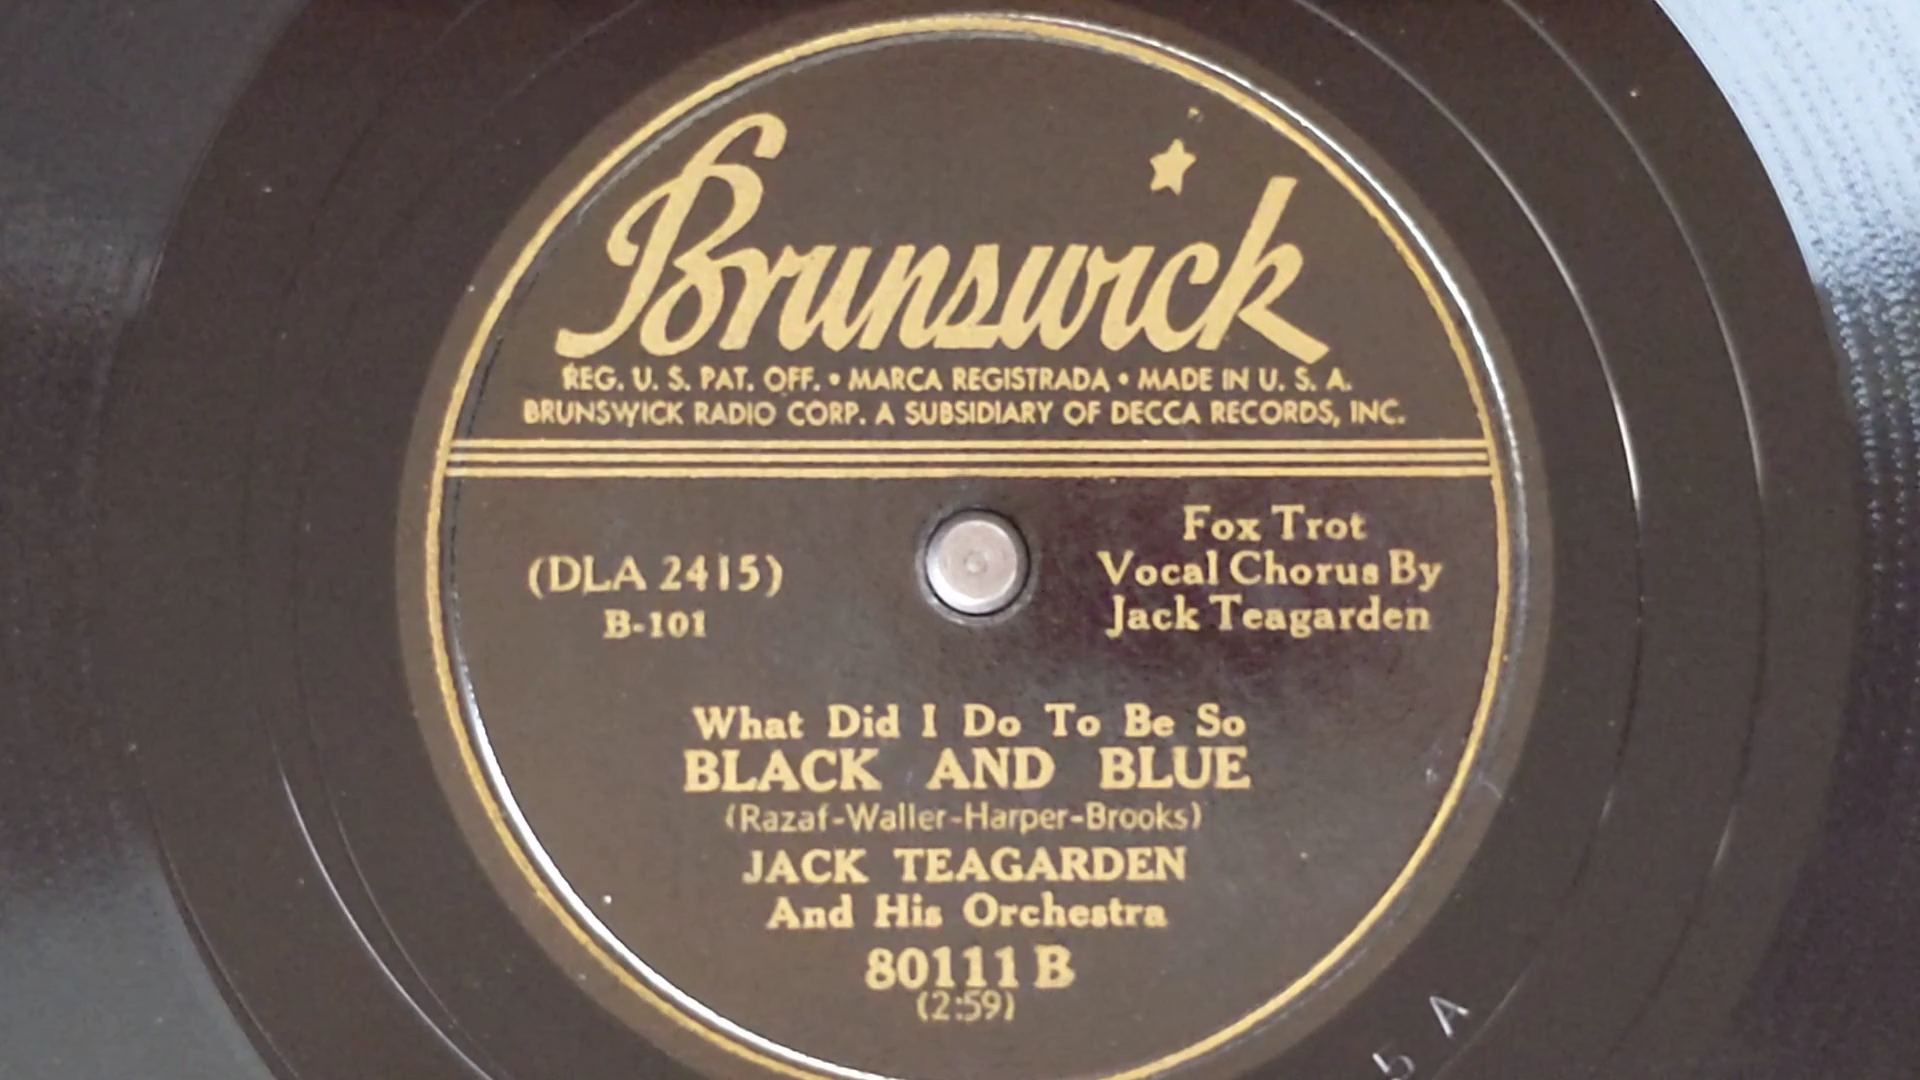 Brunswick
REG. U. S. PAT. OFF. • MARCA REGISTRADA • MADE IN U. S. A.
BRUNSWICK RADIO CORP. A SUBSIDIARY OF DECCA RECORDS, INC.
(DLA 2415)
B-101
Fox Trot
Vocal Chorus By
Jack Teagarden
What Did I Do To Be So
BLACK AND BLUE
(Razaf-Waller-Harper-Brooks)
JACK TEAGARDEN
And His Orchestra
80111 B
(2:59)
5 A